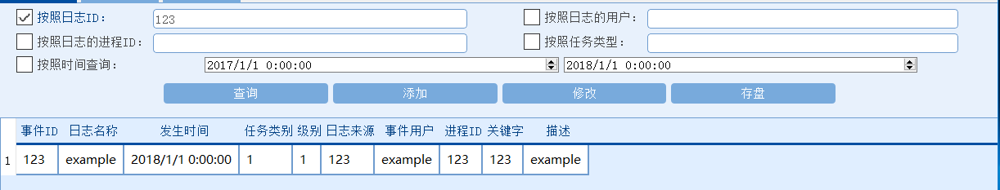 按照日志ID： 123 按照日志的用户：
按照日志的进程ID： 按照任务类型：
按照时间查询： 2017/1/1 0:00:00 2018/1/1 0:00:00
查询 添加 修改 存盘
事件ID 日志名称 发生时间 任务类别 级别 日志来源 事件用户 进程ID 关键字 描述
1 123 example 2018/1/1 0:00:00 1 1 123 example 123 123 example